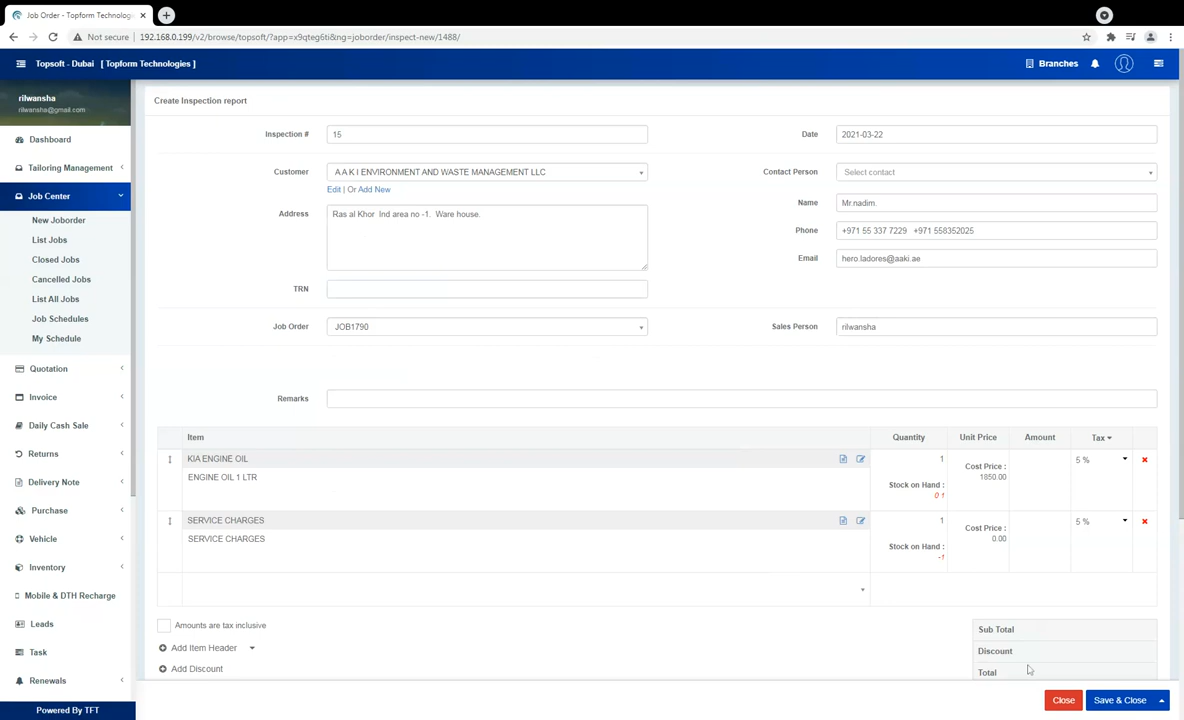 Job Order - Topform Technolog
Not secure
192.168.0.199/v2/browse/topsoft/?app=x9qteg6ti&ng=joborder/inspect-new/1488/
Topsoft - Dubai [ Topform Technologies ]
Branches
rilwansha
rilwansha@gmail.com
Dashboard
Tailoring Management
Job Center
New Joborder
List Jobs
Closed Jobs
Cancelled Jobs
List All Jobs
Job Schedules
My Schedule
Quotation
Invoice
Daily Cash Sale
Returns
Delivery Note
Purchase
Vehicle
Inventory
Mobile & DTH Recharge
Leads
Task
Renewals
Powered By TFT
Create Inspection report
Inspection # 15
Date 2021-03-22
Customer A A K I ENVIRONMENT AND WASTE MANAGEMENT LLC
Edit | Or Add New
Contact Person Select contact
Address Ras al Khor Ind area no -1. Ware house.
Name Mr.nadim.
Phone +971 55 337 7229 +971 558352025
Email hero.ladores@aaki.ae
TRN
Job Order JOB1790
Sales Person rilwansha
Remarks
Item Quantity Unit Price Amount Tax
KIA ENGINE OIL 1 5 %
Cost Price :
1850.00
ENGINE OIL 1 LTR
Stock on Hand :
0 1
SERVICE CHARGES 1 5 %
Cost Price :
0.00
SERVICE CHARGES
Stock on Hand :
-1
Amounts are tax inclusive
Add Item Header
Add Discount
Sub Total
Discount
Total
Close
Save & Close